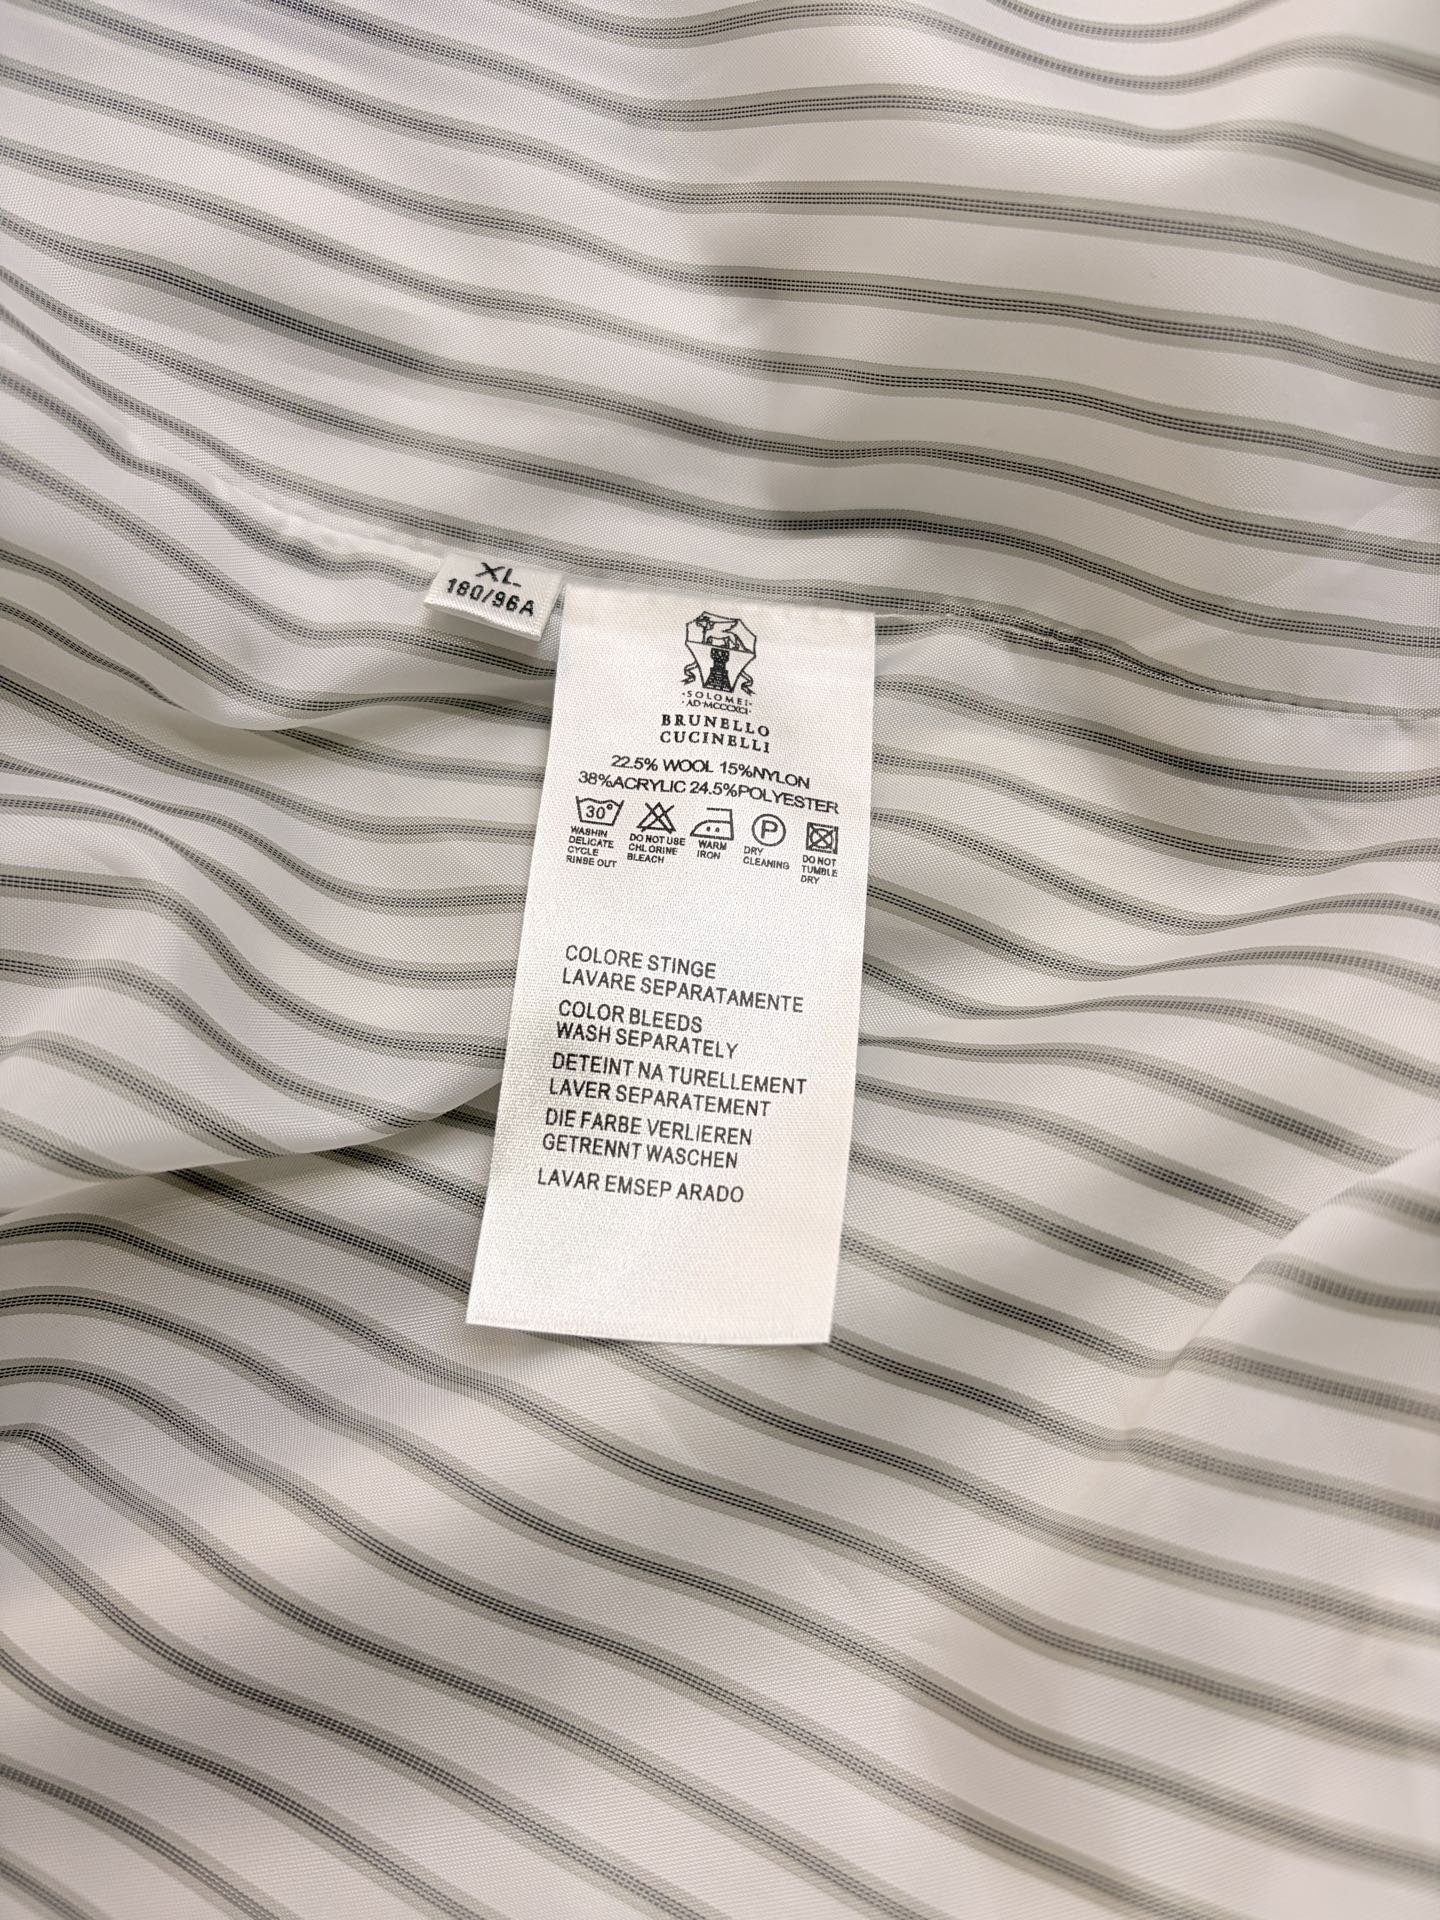 XL
180/96A
·SOLOMEI·
·AD·MCCCXCI·
BRUNELLO
CUCINELLI
22.5% WOOL 15%NYLON
38%ACRYLIC 24.5%POLYESTER
30°
P
WASHIN
DELICATE
CYCLE
RINSE OUT
DO NOT USE
CHLORINE
BLEACH
WARM
IRON
DRY
CLEANING
DO NOT
TUMBLE
DRY
COLORE STINGE
LAVARE SEPARATAMENTE
COLOR BLEEDS
WASH SEPARATELY
DETEINT NA TURELLEMENT
LAVER SEPARATEMENT
DIE FARBE VERLIEREN
GETRENNT WASCHEN
LAVAR EMSEP ARADO